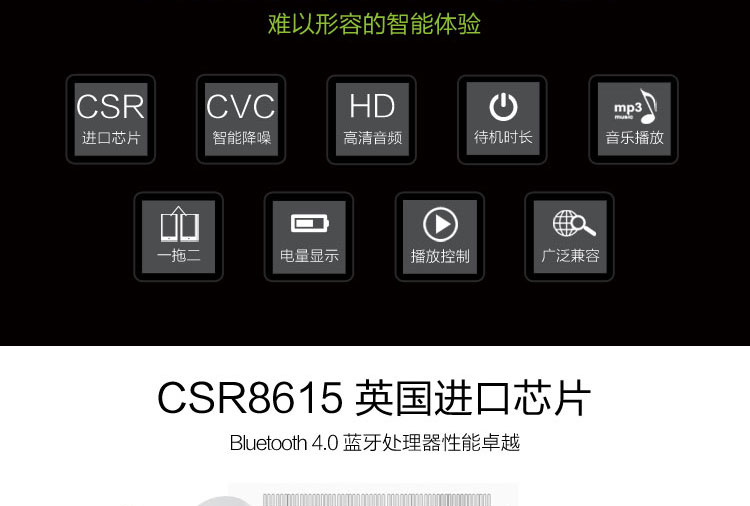 难以形容的智能体验
CSR
进口芯片
CVC
智能降噪
HD
高清音频
待机时长
mp3
music
音乐播放
一拖二
电量显示
播放控制
广泛兼容
CSR8615 英国进口芯片
Bluetooth 4.0 蓝牙处理器性能卓越